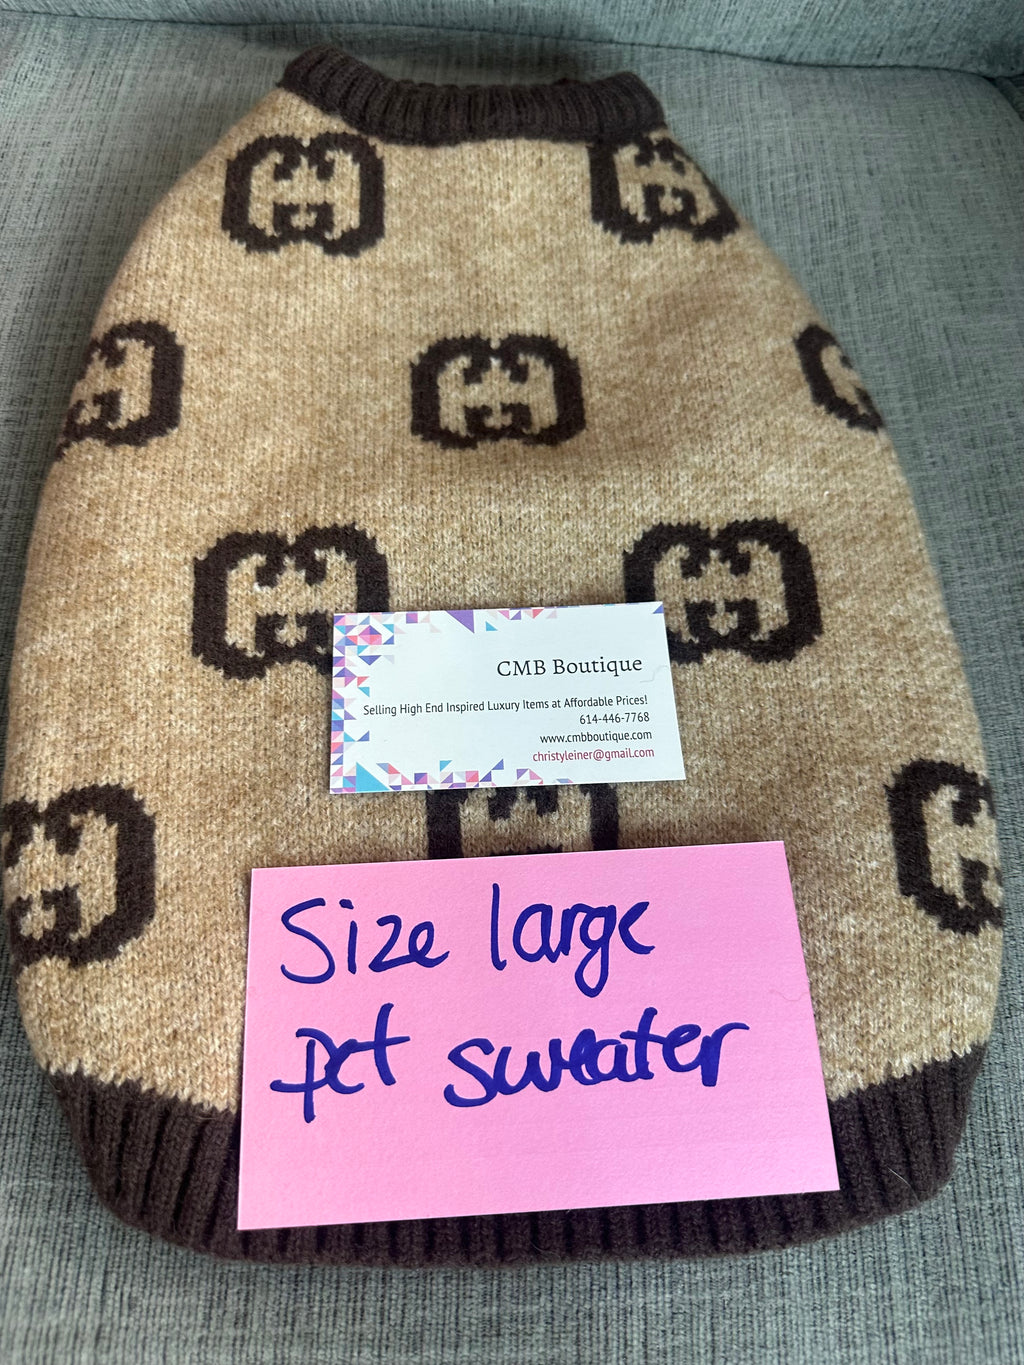 CMB Boutique
Selling High End Inspired Luxury Items at Affordable Prices!
614-446-7768
www.cmbboutique.com
christyleiner@gmail.com
Size large
pet sweater